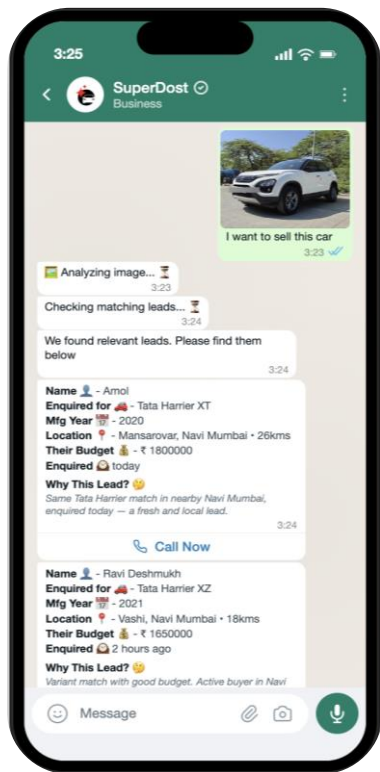 3:25
SuperDost
Business
I want to sell this car
3:23
Analyzing image...
3:23
Checking matching leads...
3:24
We found relevant leads. Please find them
below
3:24
Name - Amol
Enquired for - Tata Harrier XT
Mfg Year - 2020
Location - Mansarovar, Navi Mumbai • 26kms
Their Budget - ₹ 1800000
Enquired today
Why This Lead?
Same Tata Harrier match in nearby Navi Mumbai,
enquired today — a fresh and local lead.
3:24
Call Now
Name - Ravi Deshmukh
Enquired for - Tata Harrier XZ
Mfg Year - 2021
Location - Vashi, Navi Mumbai • 18kms
Their Budget - ₹ 1650000
Enquired 2 hours ago
Why This Lead?
Variant match with good budget. Active buyer in Navi
Message